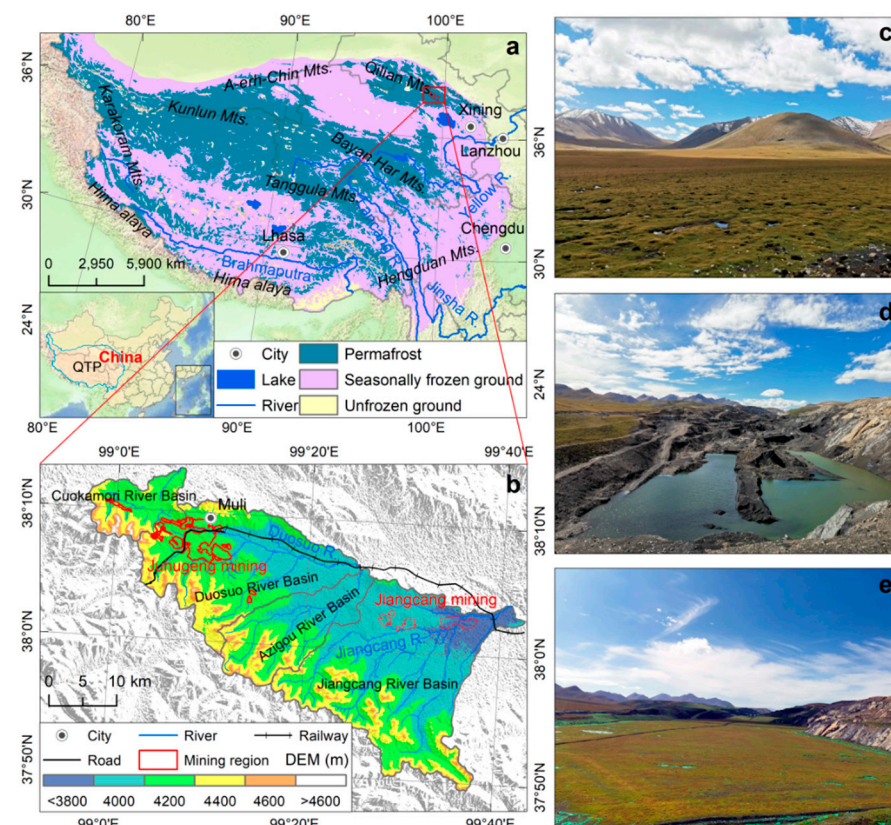 80°E 90°E 100°E
a
36°N
30°N
24°N
36°N
30°N
24°N
A-erh-Chin Mts.
Qilian Mts.
Karakoram Mts.
Kunlun Mts.
Xining
Lanzhou
Bayan Har Mts.
Tanggula Mts.
Yellow R.
Hima alaya
Lhasa
Chengdu
Brahmaputra
Hengduan Mts.
Hima alaya
Jinsha R.
0 2,950 5,900 km
China
QTP
City
Permafrost
Lake
Seasonally frozen ground
River
Unfrozen ground
80°E 90°E 100°E
99°0'E 99°20'E 99°40'E
b
38°10'N
38°0'N
37°50'N
38°10'N
38°0'N
37°50'N
Cuokamori River Basin
Muli
Duosuo R.
Juhugeng mining
Duosuo River Basin
Jiangcang mining
Azigou River Basin
Jiangcang R.
Jiangcang River Basin
0 5 10 km
City River Railway
Road Mining region DEM (m)
<3800 4000 4200 4400 4600 >4600
99°0'E 99°20'E 99°40'E
c
d
e